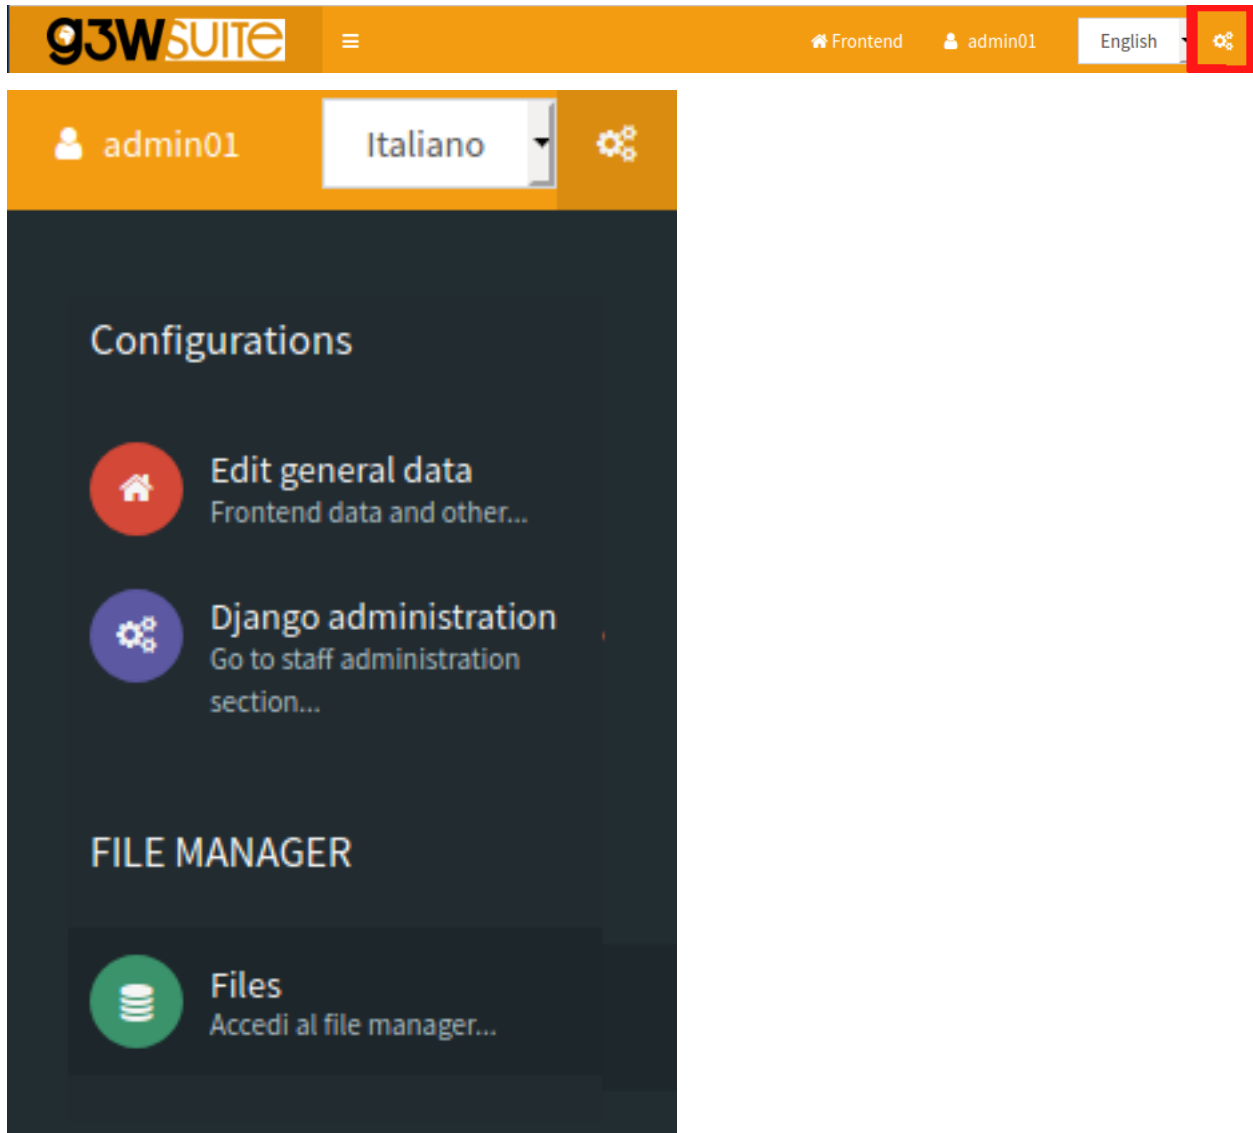 g3WSUITE
Frontend admin01 English
admin01 Italiano
Configurations
Edit general data
Frontend data and other...
Django administration
Go to staff administration
section...
FILE MANAGER
Files
Accedi al file manager...